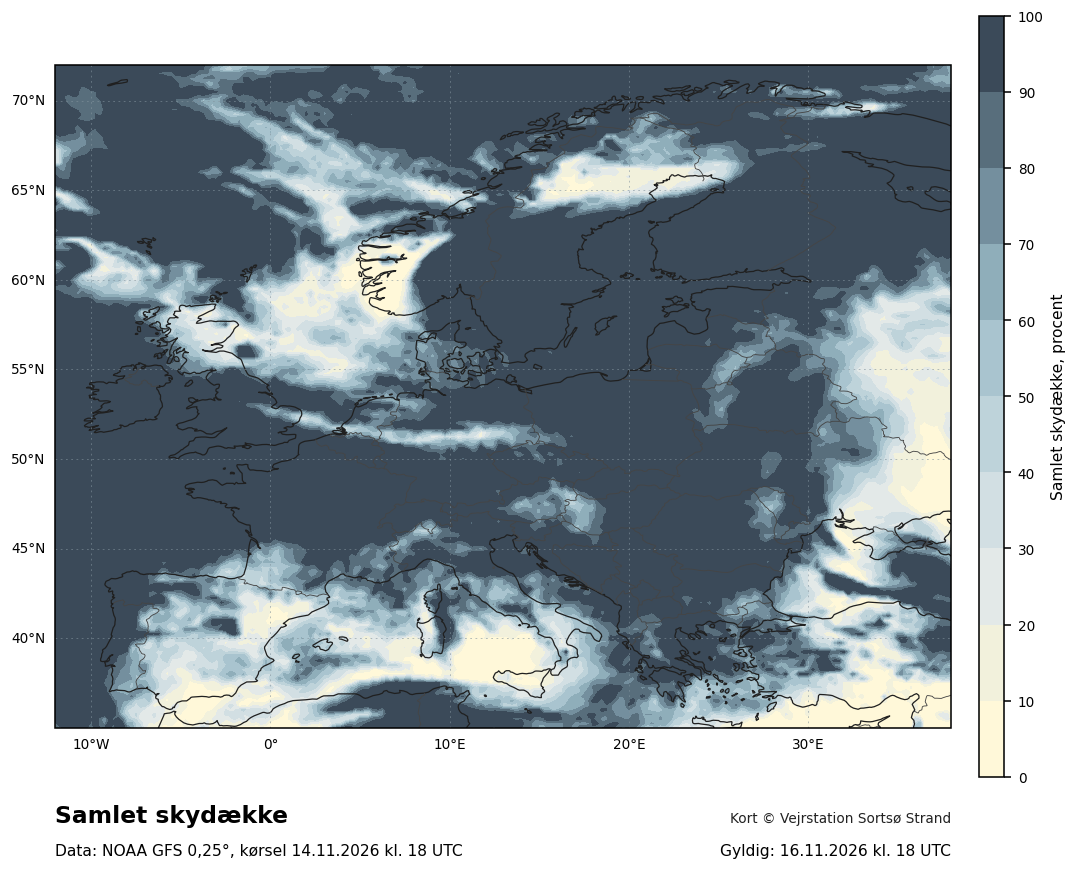 100
90
80
70
60
50
40
30
20
10
0
Samlet skydække, procent
70°N
65°N
60°N
55°N
50°N
45°N
40°N
10°W
0°
10°E
20°E
30°E
Samlet skydække
Kort © Vejrstation Sortsø Strand
Data: NOAA GFS 0,25°, kørsel 14.11.2026 kl. 18 UTC
Gyldig: 16.11.2026 kl. 18 UTC